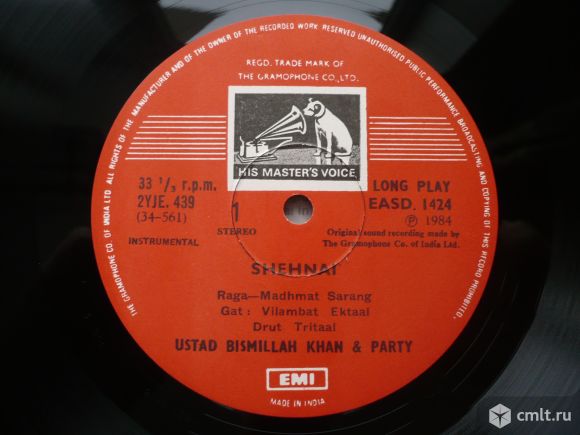 ALL RIGHTS OF THE MANUFACTURER AND OF THE OWNER OF THE RECORDED WORK RESERVED UNAUTHORISED PUBLIC PERFORMANCE BROADCASTING AND COPYING OF THIS RECORD PROHIBITED.
THE GRAMOPHONE CO. OF INDIA LTD
REGD. TRADE MARK OF
THE GRAMOPHONE CO., LTD.
HIS MASTER'S VOICE
33 1/3 r.p.m.
LONG PLAY
2YJE. 439
1
EASD. 1424
(34-561)
STEREO
℗ 1984
INSTRUMENTAL
Original sound recording made by
The Gramophone Co. of India Ltd.
SHEHNAI
Raga—Madhmat Sarang
Gat : Vilambat Ektaal
Drut Tritaal
USTAD BISMILLAH KHAN & PARTY
EMI
MADE IN INDIA
cmlt.ru